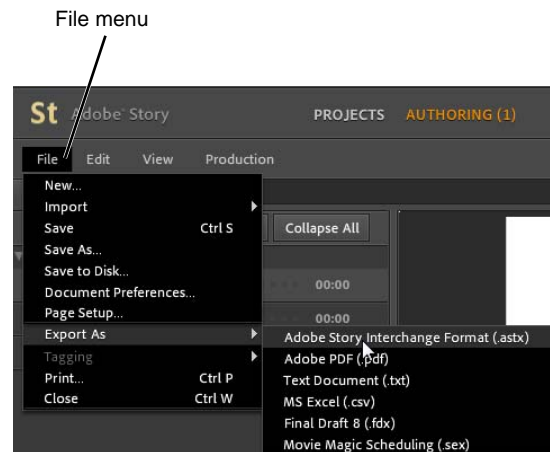 File menu
St Adobe® Story PROJECTS AUTHORING (1)
File Edit View Production
New...
Import
Save Ctrl S
Collapse All
Save As...
Save to Disk...
00:00
Document Preferences...
Page Setup...
00:00
Export As
Adobe Story Interchange Format (.astx)
Tagging
Adobe PDF (.pdf)
Print... Ctrl P
Text Document (.txt)
Close Ctrl W
MS Excel (.csv)
Final Draft 8 (.fdx)
Movie Magic Scheduling (.sex)